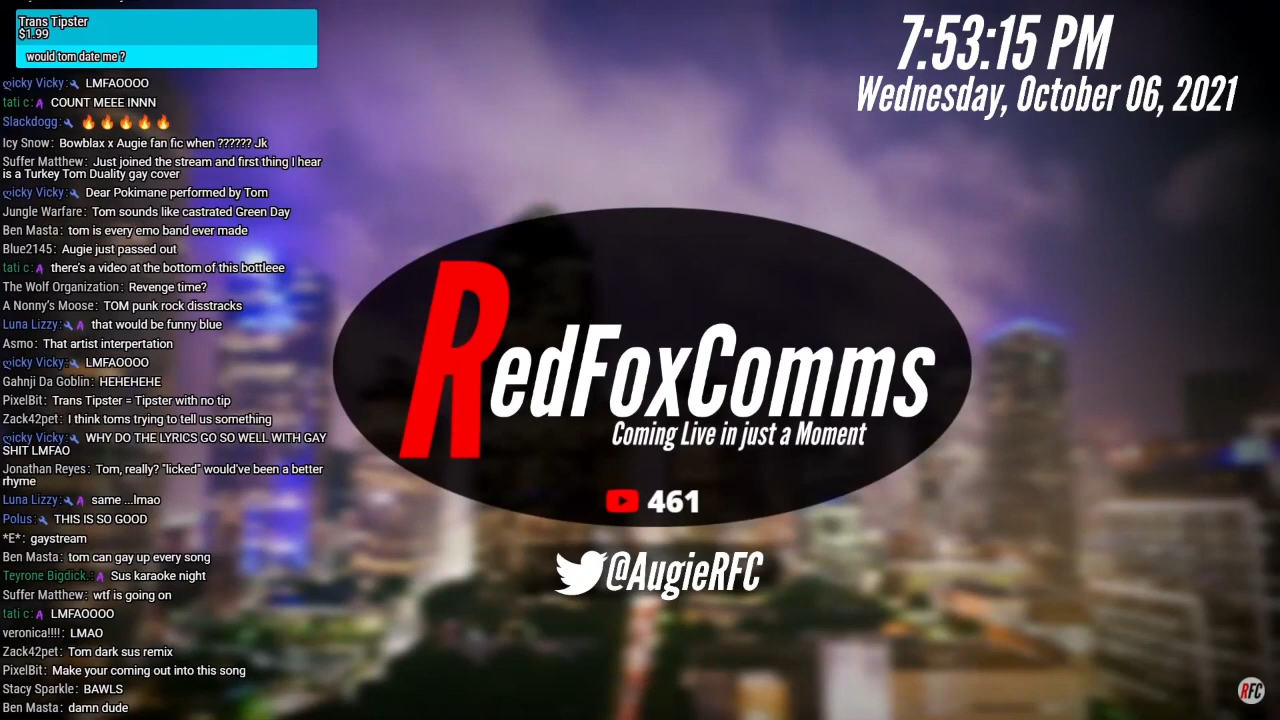 Trans Tipster
$1.99
would tom date me ?
ღicky Vicky: LMFAOOOO
tati c: COUNT MEEE INNN
Slackdogg: 🔥🔥🔥🔥🔥
Icy Snow: Bowblax x Augie fan fic when ?????? Jk
Suffer Matthew: Just joined the stream and first thing I hear
is a Turkey Tom Duality gay cover
ღicky Vicky: Dear Pokimane performed by Tom
Jungle Warfare: Tom sounds like castrated Green Day
Ben Masta: tom is every emo band ever made
Blue2145: Augie just passed out
tati c: there's a video at the bottom of this bottleee
The Wolf Organization: Revenge time?
A Nonny's Moose: TOM punk rock disstracks
Luna Lizzy: that would be funny blue
Asmo: That artist interpertation
ღicky Vicky: LMFAOOOO
Gahnji Da Goblin: HEHEHEHE
PixelBit: Trans Tipster = Tipster with no tip
Zack42pet: I think toms trying to tell us something
ღicky Vicky: WHY DO THE LYRICS GO SO WELL WITH GAY
SHIT LMFAO
Jonathan Reyes: Tom, really? "licked" would've been a better
rhyme
Luna Lizzy: same ...lmao
Polus: THIS IS SO GOOD
*E*: gaystream
Ben Masta: tom can gay up every song
Teyrone Bigdick.: Sus karaoke night
Suffer Matthew: wtf is going on
tati c: LMFAOOOO
veronica!!!!: LMAO
Zack42pet: Tom dark sus remix
PixelBit: Make your coming out into this song
Stacy Sparkle: BAWLS
Ben Masta: damn dude
7:53:15 PM
Wednesday, October 06, 2021
RedFoxComms
Coming Live in just a Moment
461
@AugieRFC
RFC